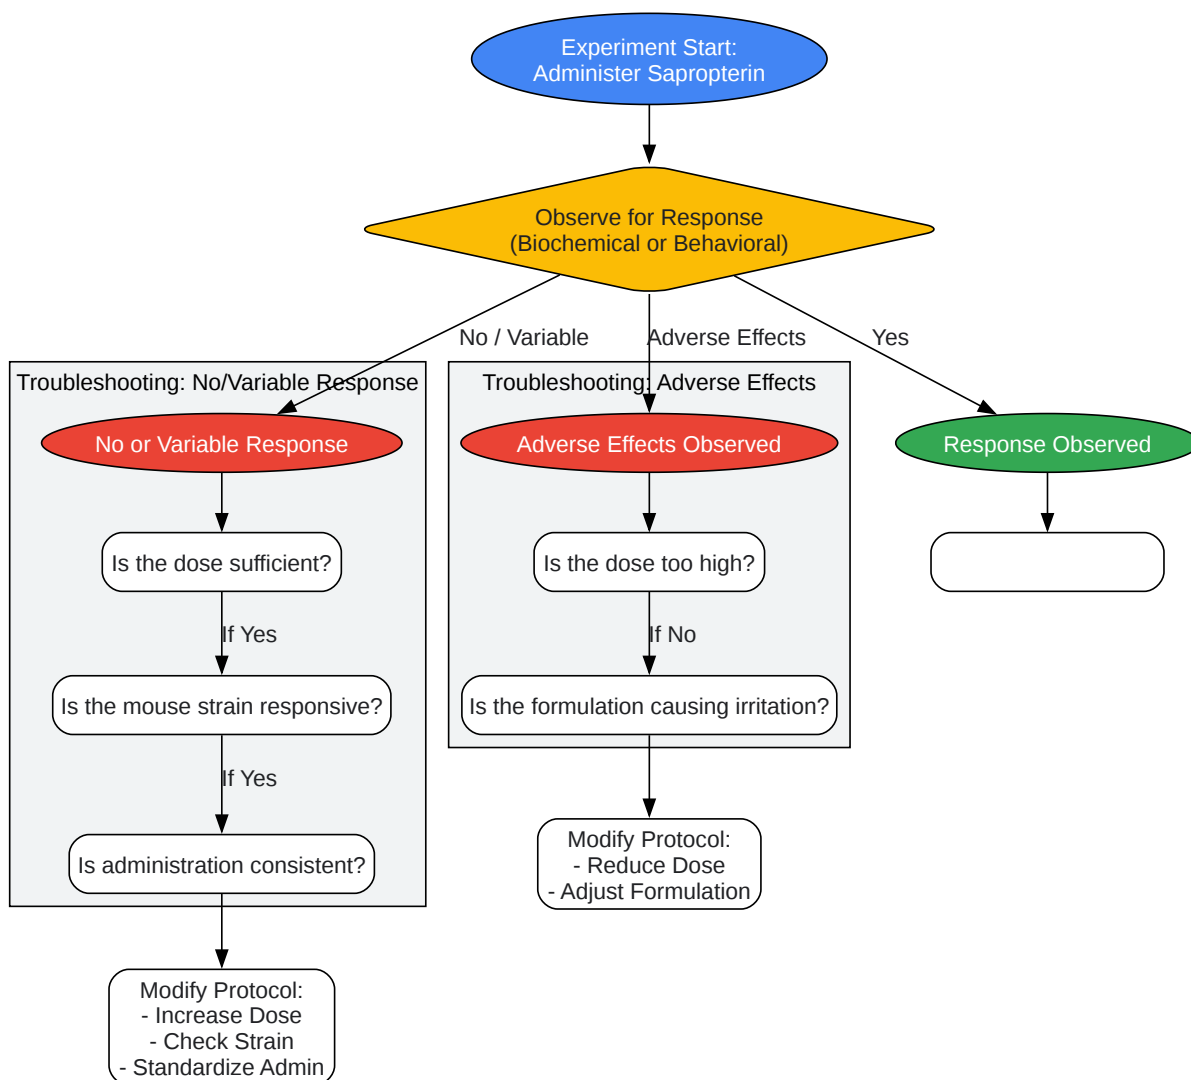 Experiment Start:
Administer Sapropterin
Observe for Response
(Biochemical or Behavioral)
No / Variable
Adverse Effects
Yes
Troubleshooting: No/Variable Response
Troubleshooting: Adverse Effects
No or Variable Response
Adverse Effects Observed
Response Observed
Is the dose sufficient?
Is the dose too high?
If Yes
If No
Is the mouse strain responsive?
Is the formulation causing irritation?
If Yes
Is administration consistent?
Modify Protocol:
- Reduce Dose
- Adjust Formulation
Modify Protocol:
- Increase Dose
- Check Strain
- Standardize Admin